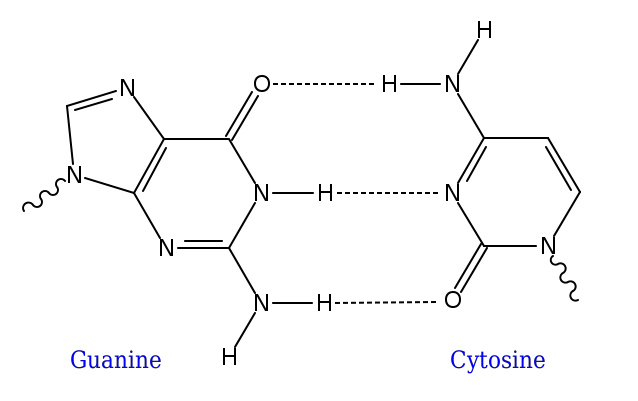 H
N O H N
N N H N
N N
N H O
H
Guanine Cytosine